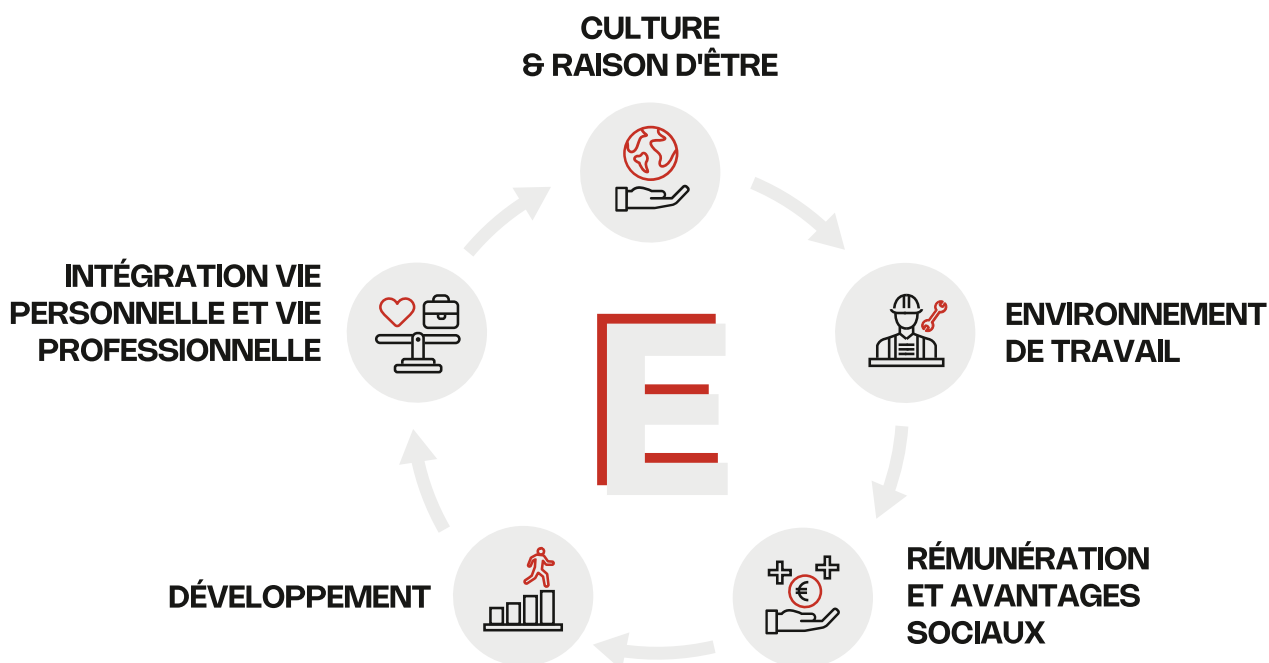 CULTURE
& RAISON D'ÊTRE
ENVIRONNEMENT
DE TRAVAIL
RÉMUNÉRATION
ET AVANTAGES
SOCIAUX
DÉVELOPPEMENT
INTÉGRATION VIE
PERSONNELLE ET VIE
PROFESSIONNELLE
E
€